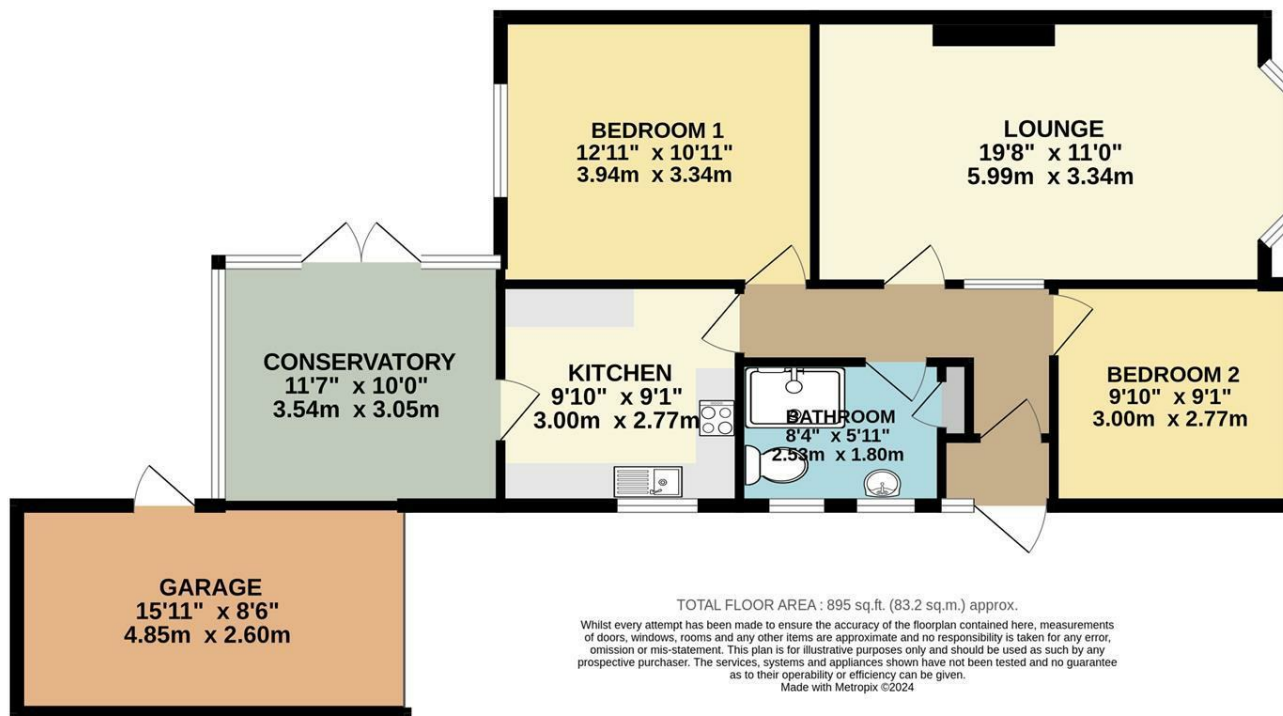 BEDROOM 1
12'11" x 10'11"
3.94m x 3.34m
LOUNGE
19'8" x 11'0"
5.99m x 3.34m
CONSERVATORY
11'7" x 10'0"
3.54m x 3.05m
KITCHEN
9'10" x 9'1"
3.00m x 2.77m
BATHROOM
8'4" x 5'11"
2.53m x 1.80m
BEDROOM 2
9'10" x 9'1"
3.00m x 2.77m
GARAGE
15'11" x 8'6"
4.85m x 2.60m
TOTAL FLOOR AREA : 895 sq.ft. (83.2 sq.m.) approx.
Whilst every attempt has been made to ensure the accuracy of the floorplan contained here, measurements
of doors, windows, rooms and any other items are approximate and no responsibility is taken for any error,
omission or mis-statement. This plan is for illustrative purposes only and should be used as such by any
prospective purchaser. The services, systems and appliances shown have not been tested and no guarantee
as to their operability or efficiency can be given.
Made with Metropix ©2024